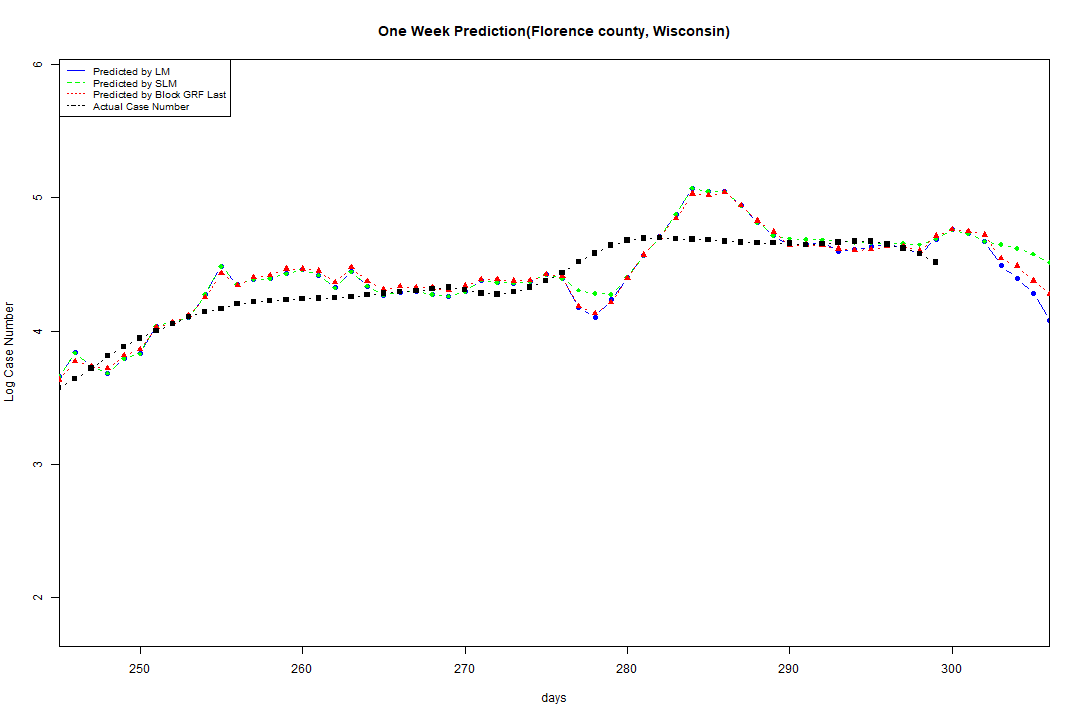 One Week Prediction(Florence county, Wisconsin)
Predicted by LM
Predicted by SLM
Predicted by Block GRF Last
Actual Case Number
6
5
4
3
2
Log Case Number
250 260 270 280 290 300
days